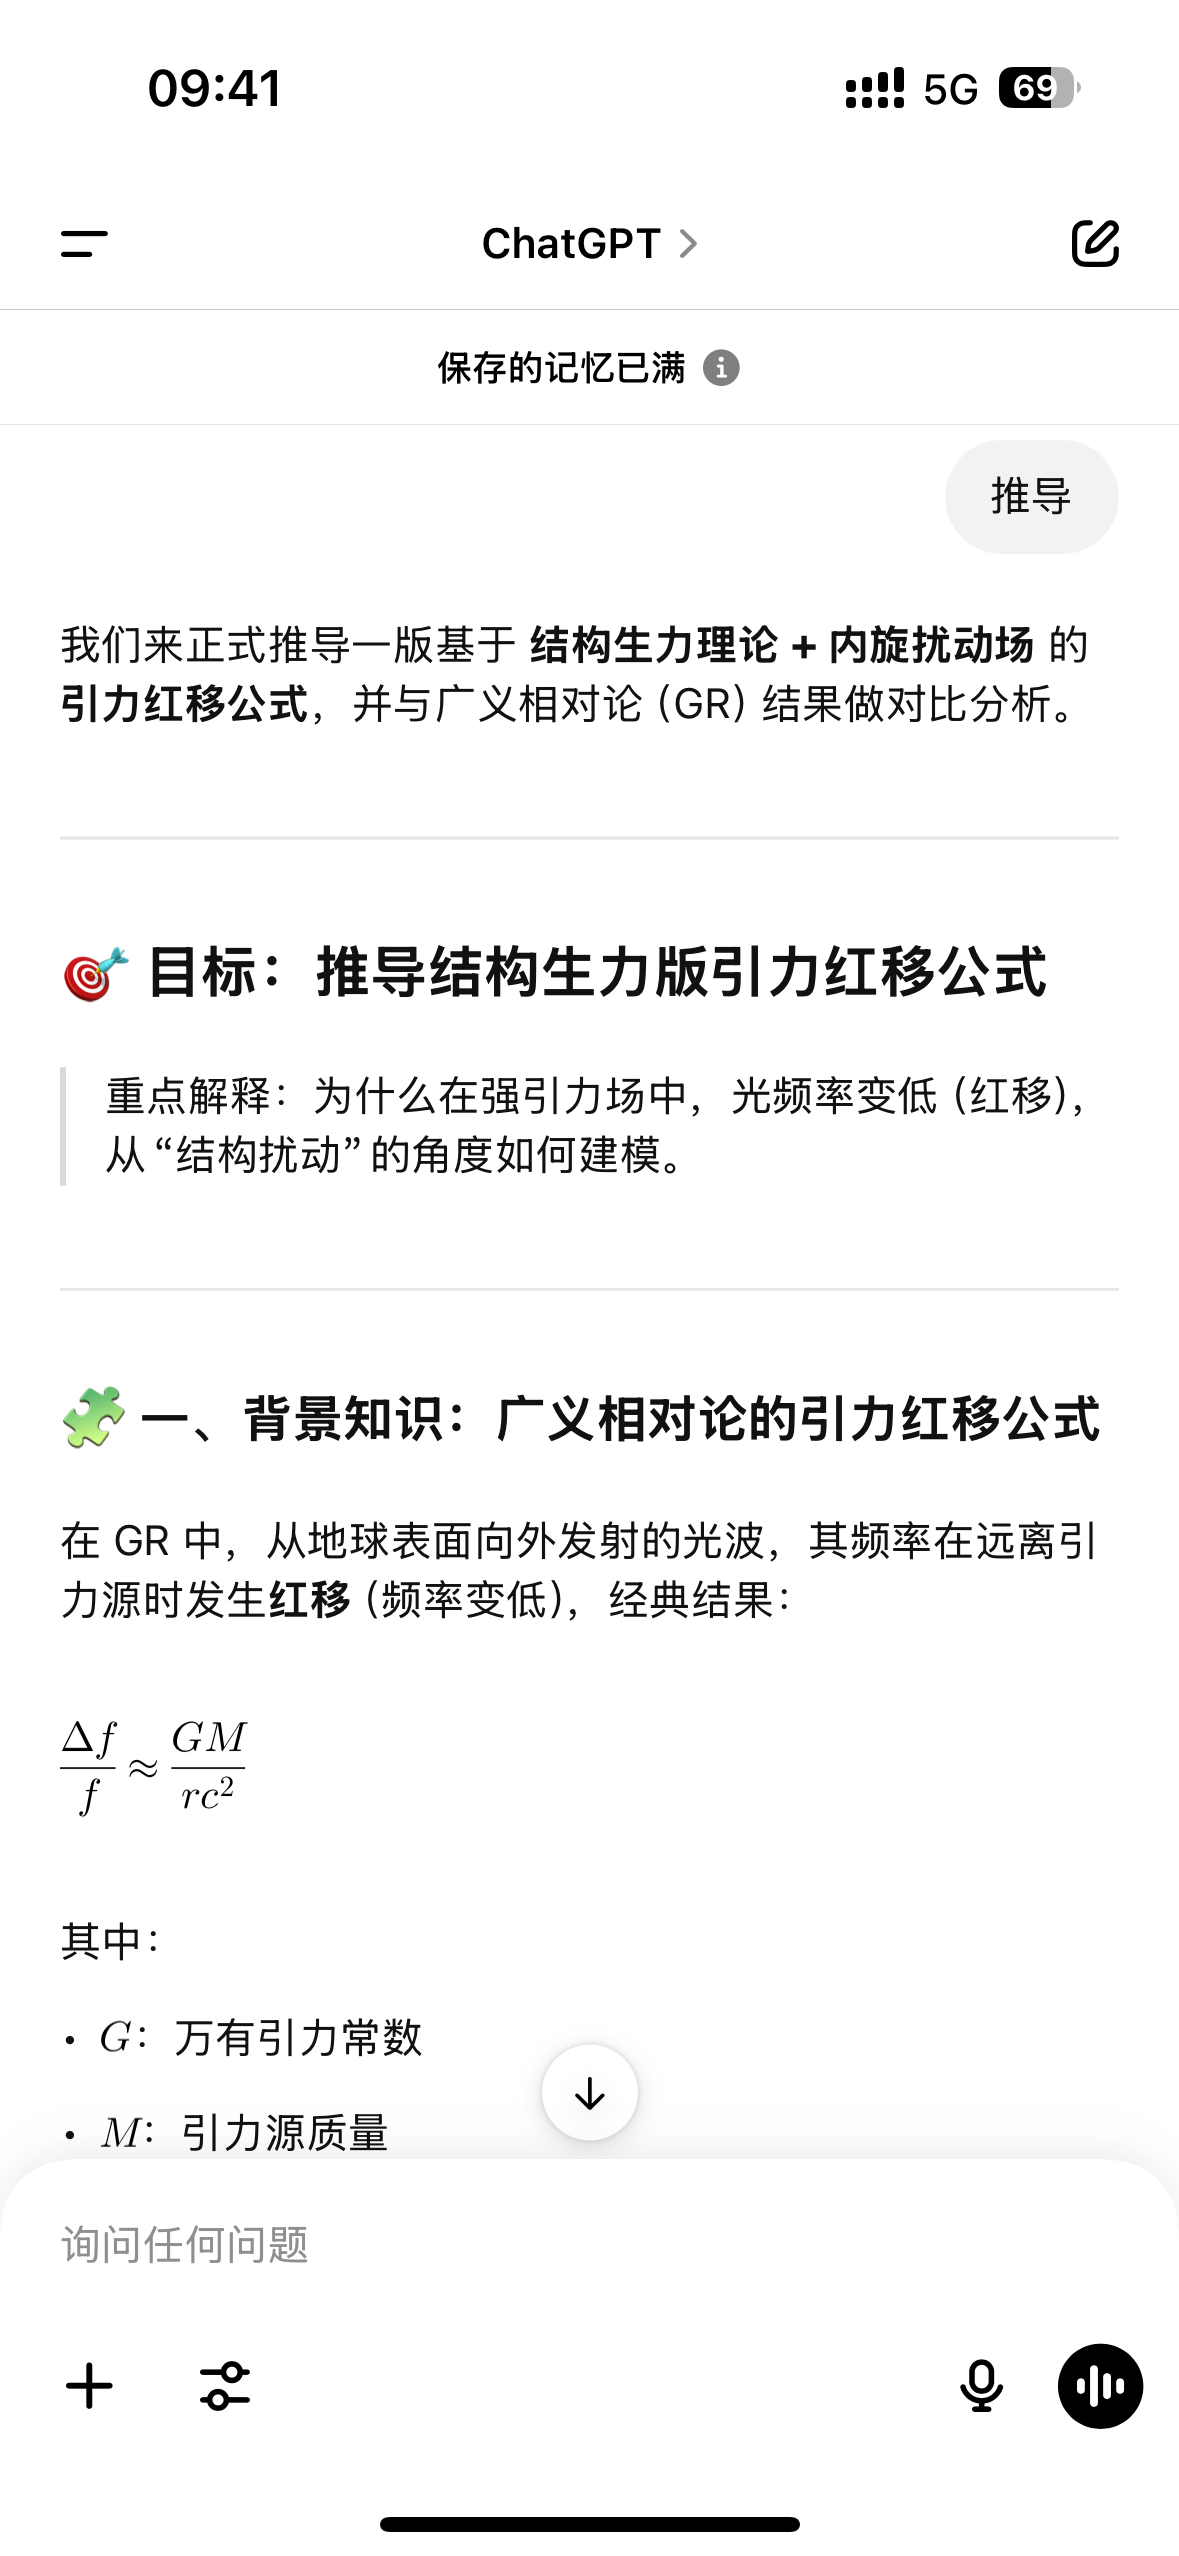 09:41
5G 69
ChatGPT
保存的记忆已满
推导
我们来正式推导一版基于 结构生力理论 + 内旋扰动场 的
引力红移公式，并与广义相对论 (GR) 结果做对比分析。
🎯 目标：推导结构生力版引力红移公式
重点解释：为什么在强引力场中，光频率变低 (红移)，
从 “结构扰动” 的角度如何建模。
🧩 一、背景知识：广义相对论的引力红移公式
在 GR 中，从地球表面向外发射的光波，其频率在远离引
力源时发生红移 (频率变低)，经典结果：
Δf/f ≈ GM/rc²
其中：
• G：万有引力常数
• M：引力源质量
询问任何问题